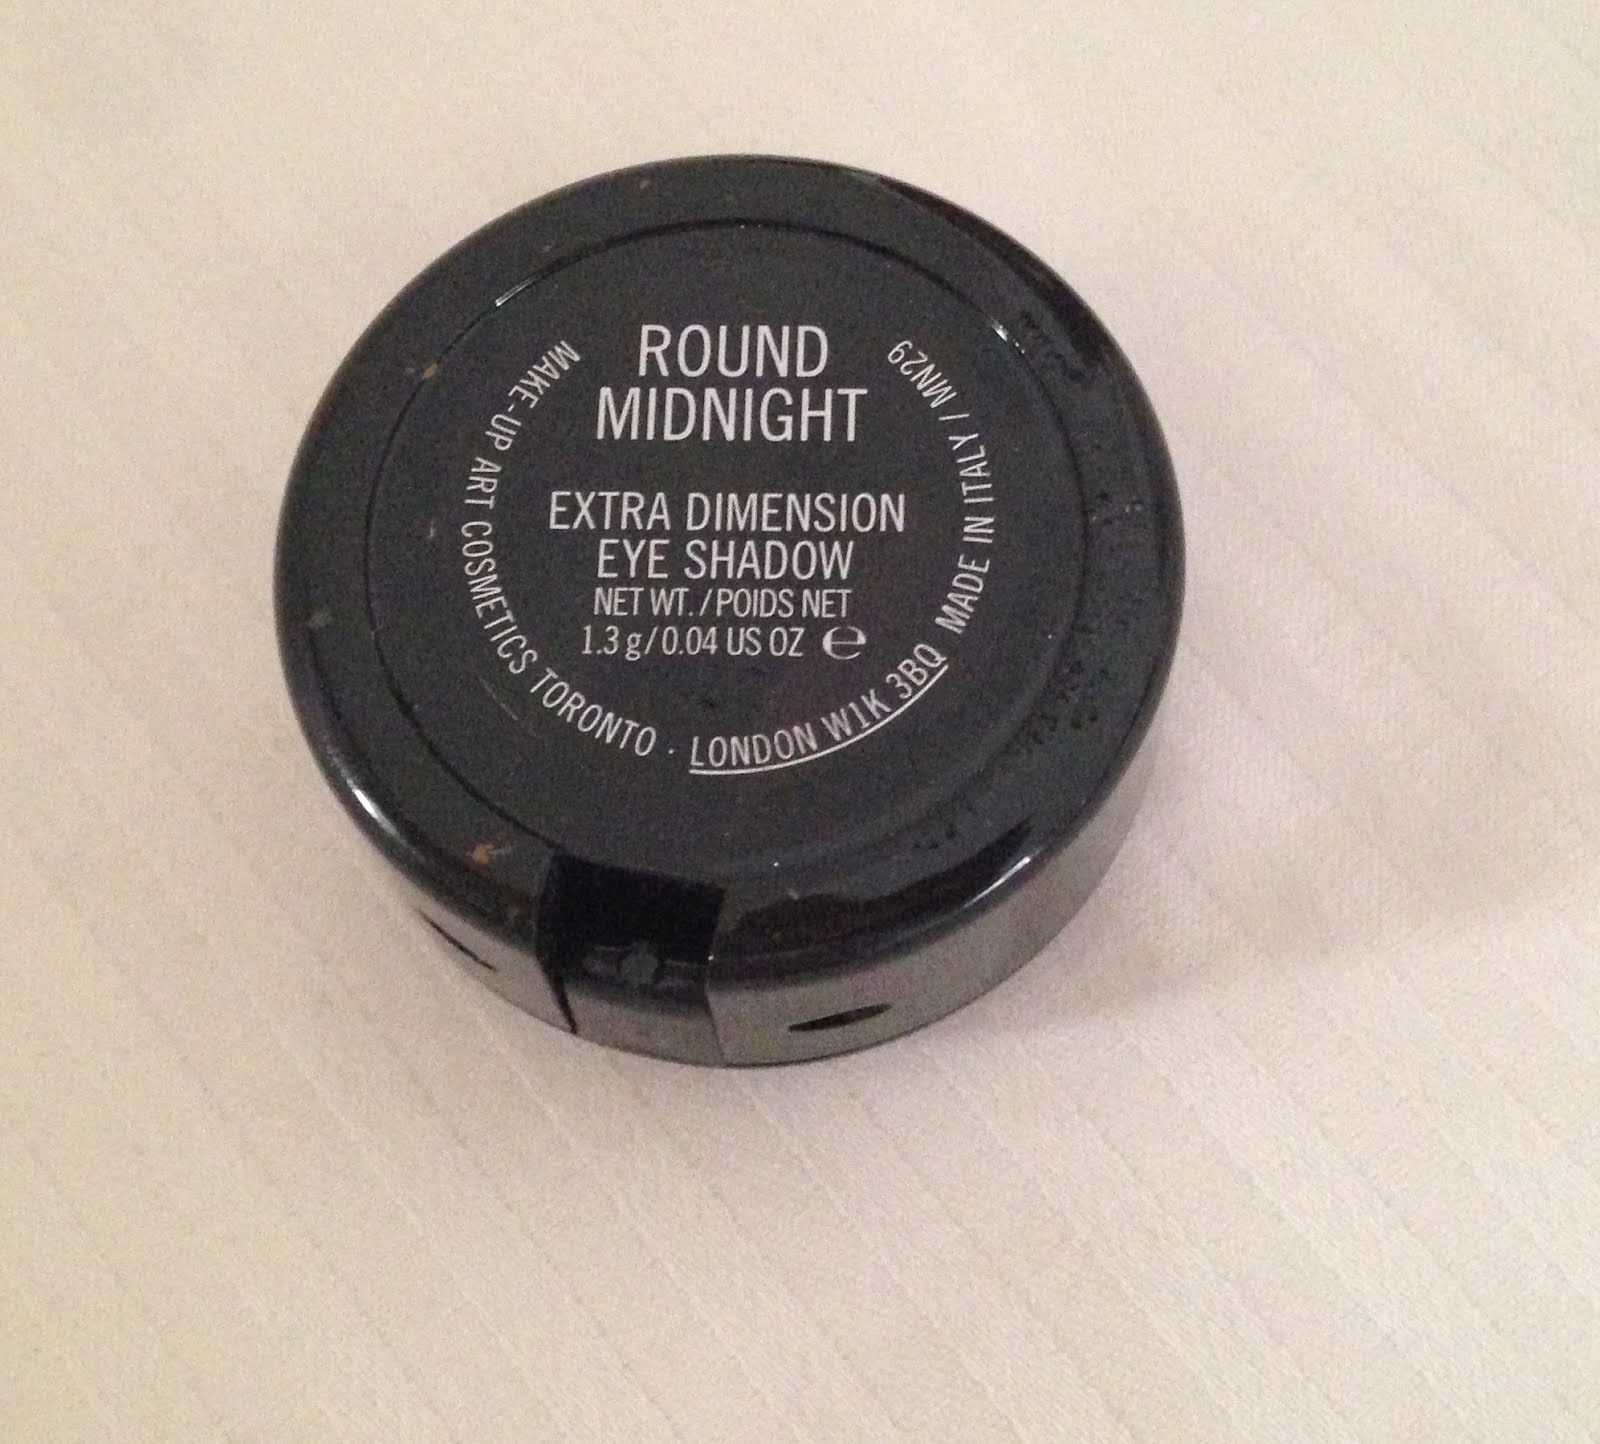 ROUND
MIDNIGHT
EXTRA DIMENSION
EYE SHADOW
NET WT. / POIDS NET
1.3 g / 0.04 US OZ ℮
MAKE-UP ART COSMETICS TORONTO · LONDON W1K 3BQ MADE IN ITALY / MN29